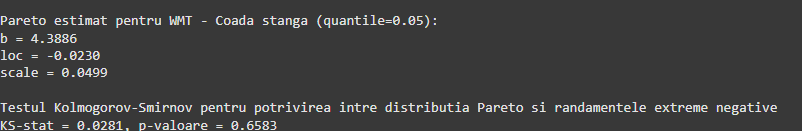 Pareto estimat pentru WMT - Coada stanga (quantile=0.05):
b = 4.3886
loc = -0.0230
scale = 0.0499
Testul Kolmogorov-Smirnov pentru potrivirea intre distributia Pareto si randamentele extreme negative
KS-stat = 0.0281, p-valoare = 0.6583